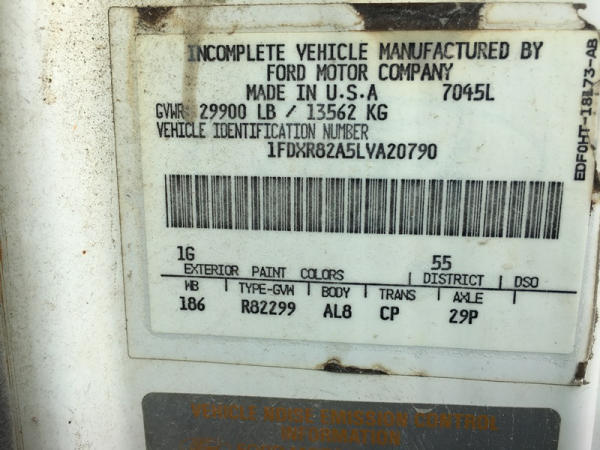 INCOMPLETE VEHICLE MANUFACTURED BY
FORD MOTOR COMPANY
MADE IN U.S.A 7045L
GVWR 29900 LB / 13562 KG
VEHICLE IDENTIFICATION NUMBER
1FDXR82A5LVA20790
1G 55
EXTERIOR PAINT COLORS DISTRICT DSO
WB TYPE-GVW BODY TRANS AXLE
186 R82299 AL8 CP 29P
EDF0HT-18L73-AB
VEHICLE NOISE EMISSION CONTROL
INFORMATION